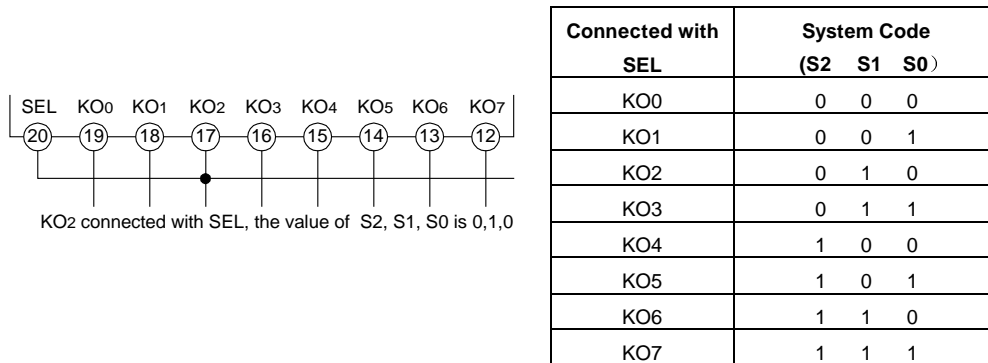 SEL KO0 KO1 KO2 KO3 KO4 KO5 KO6 KO7
20 19 18 17 16 15 14 13 12
KO2 connected with SEL, the value of S2, S1, S0 is 0,1,0
Connected with SEL System Code (S2 S1 S0）
KO0 0 0 0
KO1 0 0 1
KO2 0 1 0
KO3 0 1 1
KO4 1 0 0
KO5 1 0 1
KO6 1 1 0
KO7 1 1 1